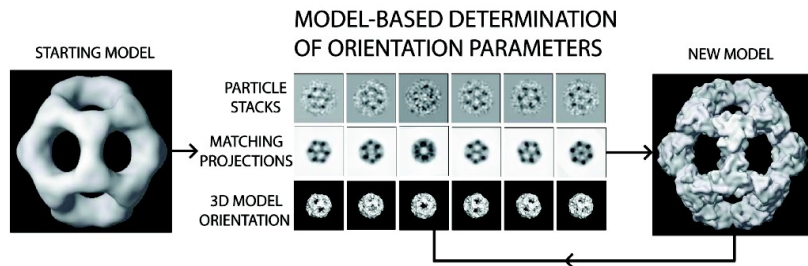 MODEL-BASED DETERMINATION
OF ORIENTATION PARAMETERS
STARTING MODEL
PARTICLE
STACKS
MATCHING
PROJECTIONS
3D MODEL
ORIENTATION
NEW MODEL